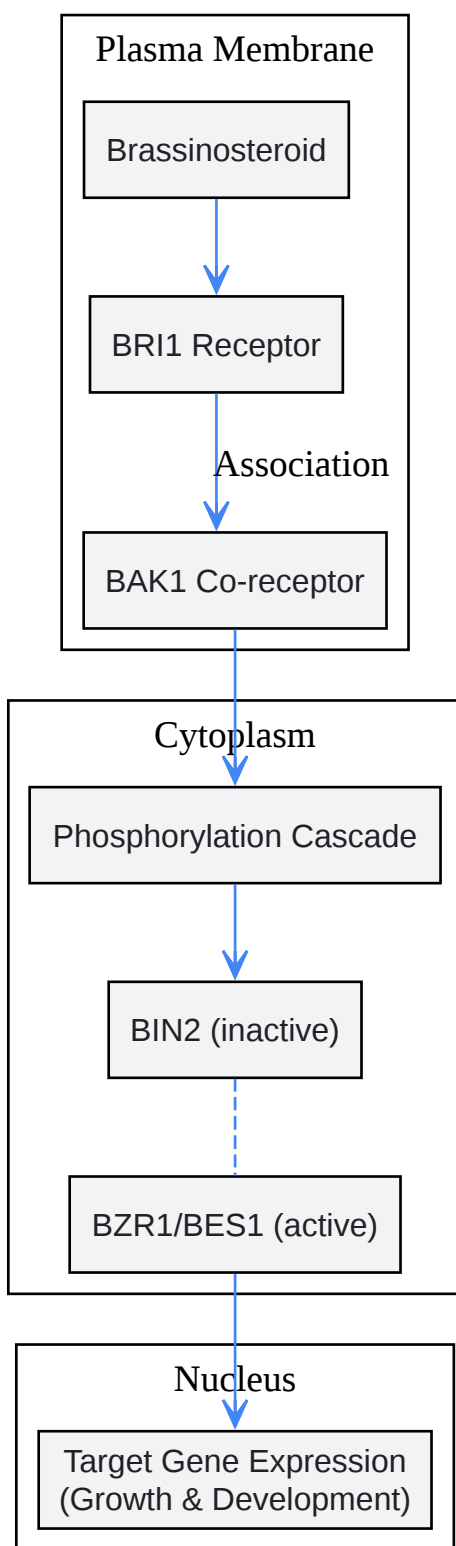 Plasma Membrane
Brassinosteroid
BRI1 Receptor
Association
BAK1 Co-receptor
Cytoplasm
Phosphorylation Cascade
BIN2 (inactive)
BZR1/BES1 (active)
Nucleus
Target Gene Expression
(Growth & Development)